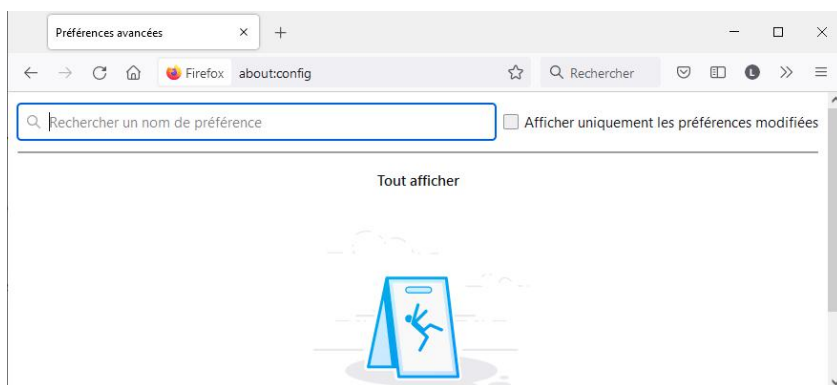 Préférences avancées
Firefox about:config Rechercher L
Rechercher un nom de préférence Afficher uniquement les préférences modifiées
Tout afficher